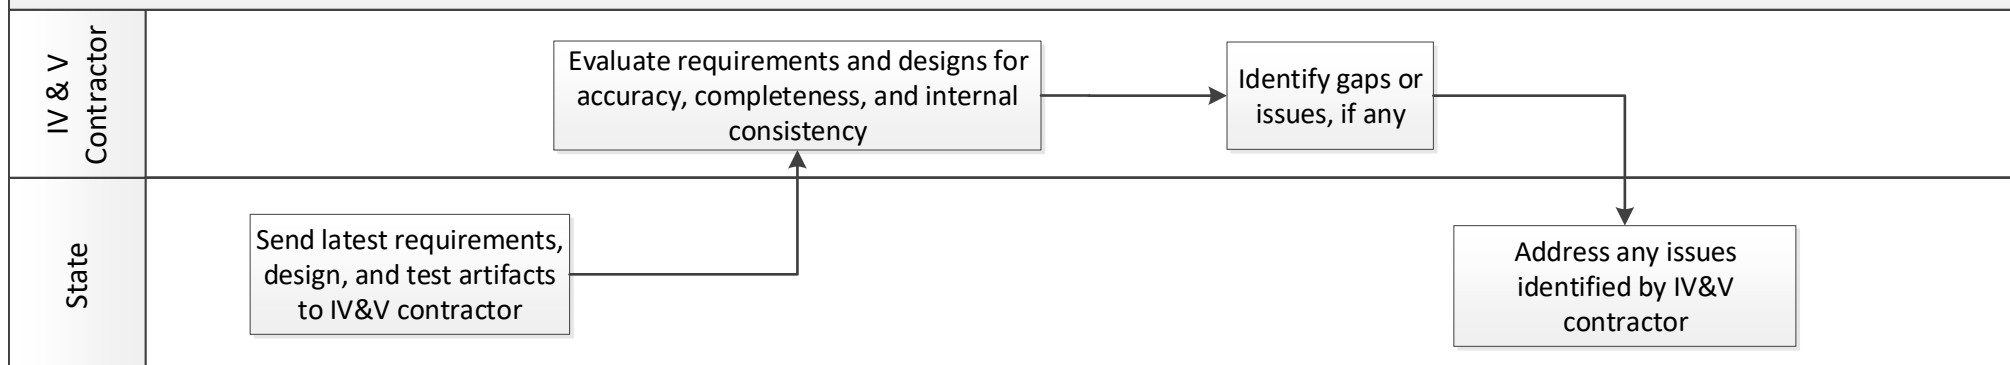 IV & V
Contractor
Evaluate requirements and designs for
accuracy, completeness, and internal
consistency
Identify gaps or
issues, if any
State
Send latest requirements,
design, and test artifacts
to IV&V contractor
Address any issues
identified by IV&V
contractor